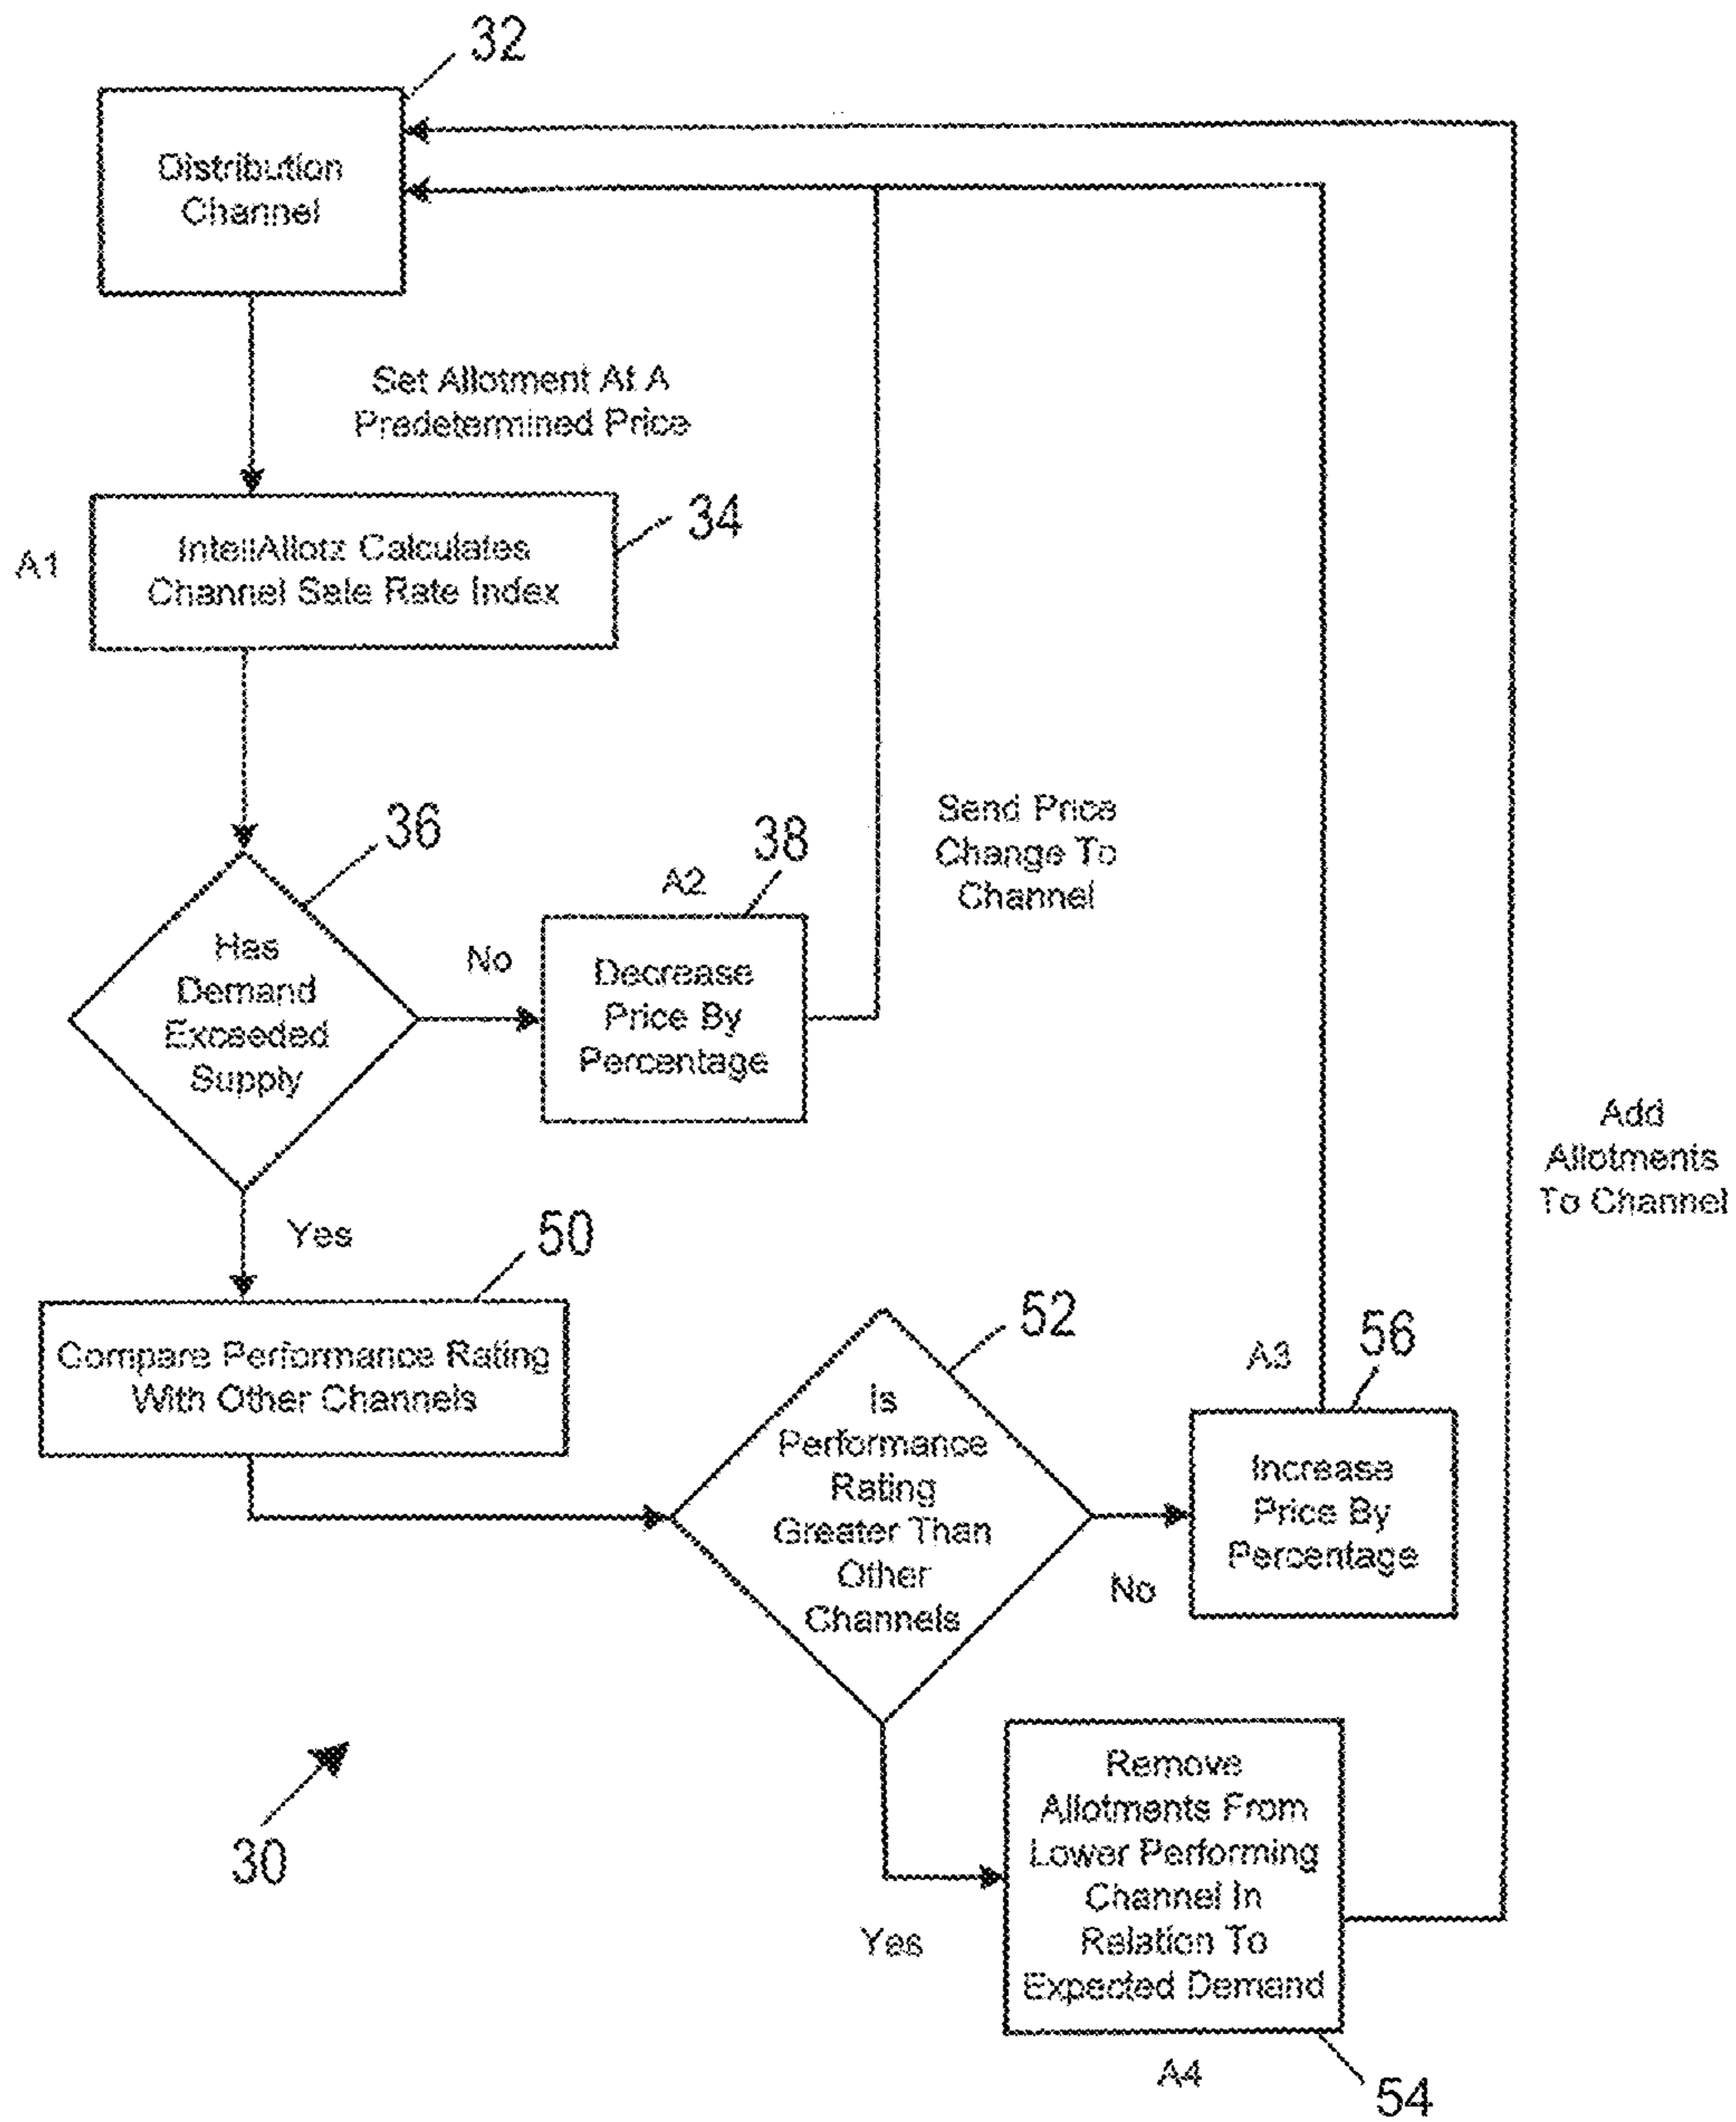 32
Distribution
Channel
Set Allotment At A
Predetermined Price
34
A1
IntellAllotz Calculates
Channel Sale Rate Index
36
38
A2
Send Price
Change To
Channel
Has
Demand
Exceeded
Supply
No
Decrease
Price By
Percentage
Add
Allotments
To Channel
Yes
50
Compare Performance Rating
With Other Channels
52
Is
Performance
Rating
Greater Than
Other
Channels
A3
56
Increase
Price By
Percentage
No
30
Remove
Allotments From
Lower Performing
Channel In
Relation To
Expected Demand
Yes
A4
54